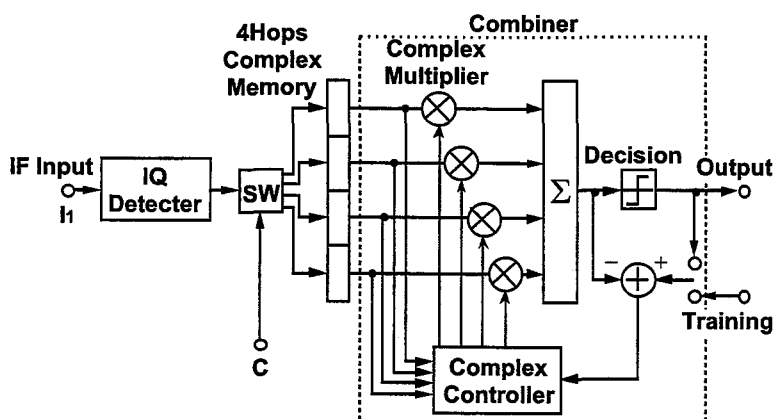 Combiner
4Hops
Complex
Memory
Complex
Multiplier
IF Input
I1
IQ
Detecter
SW
C
Σ
Decision
Output
−
+
Training
Complex
Controller